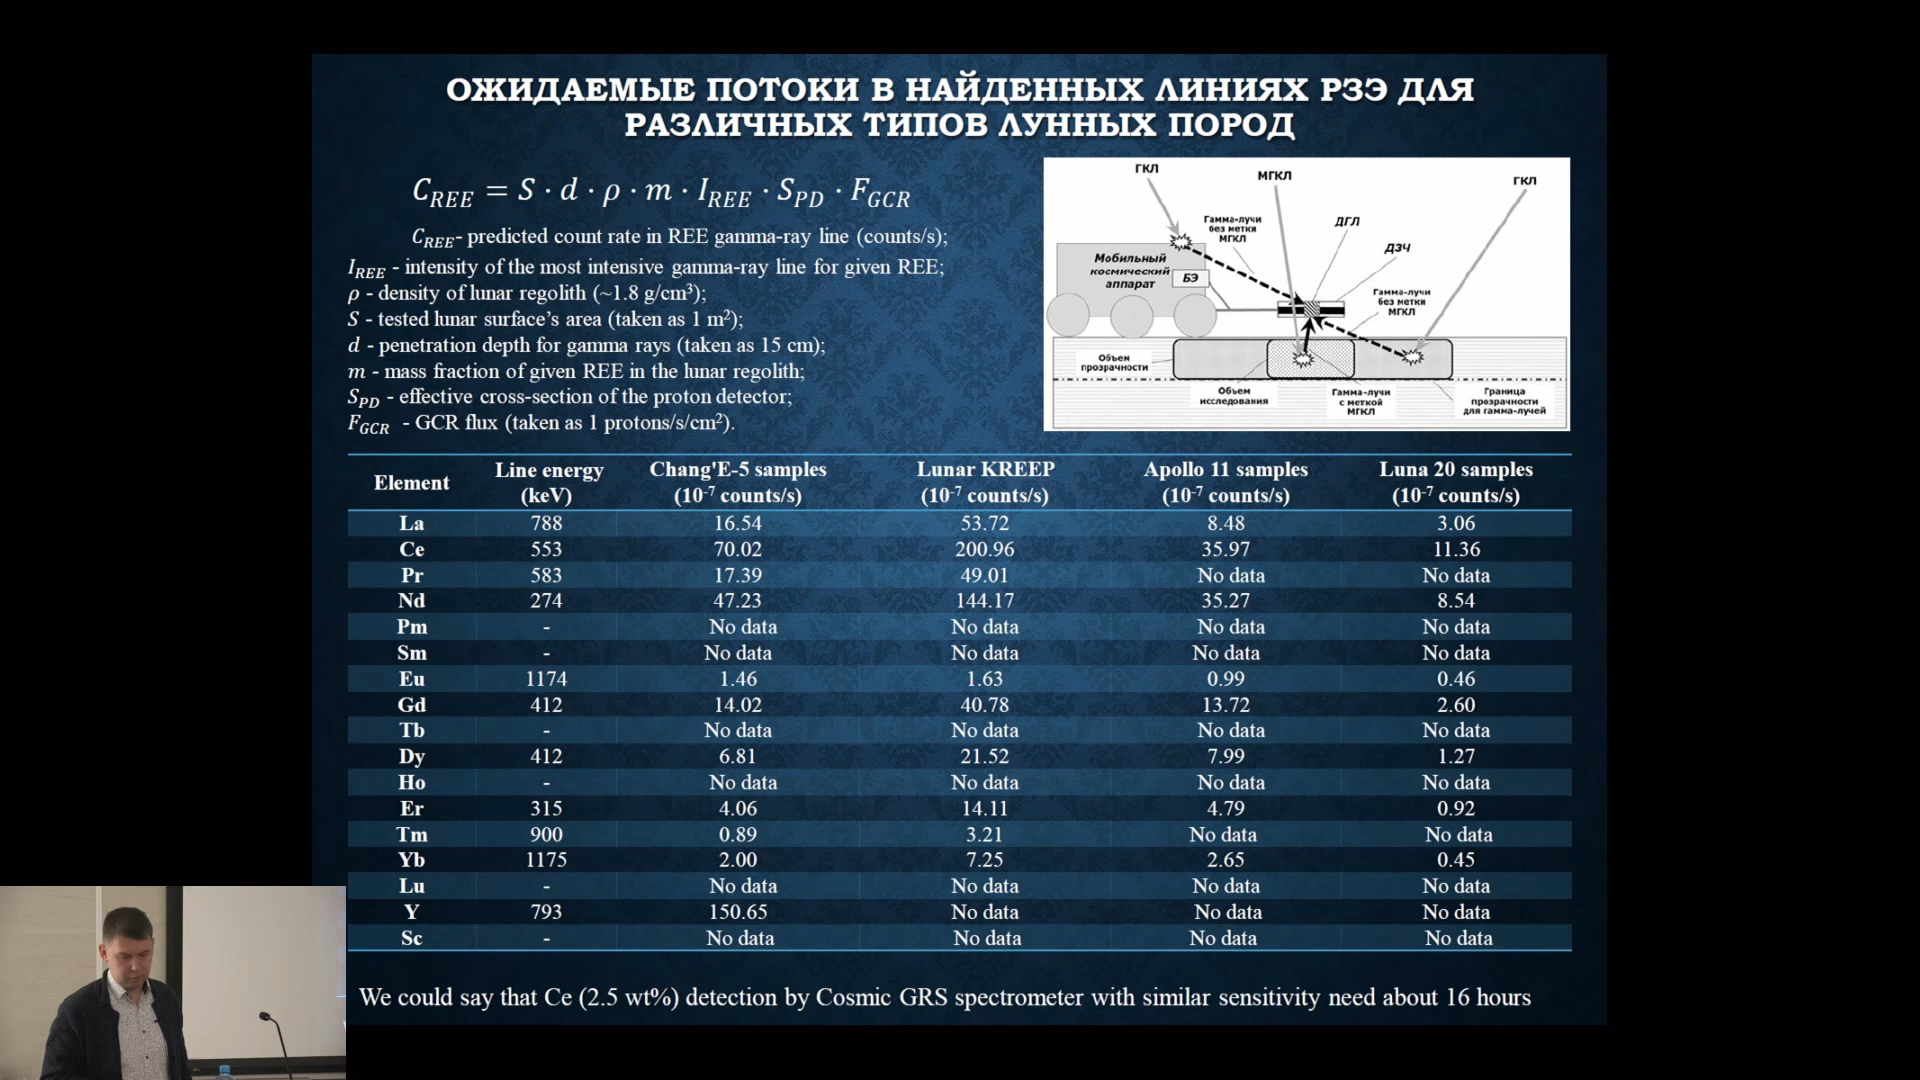 ОЖИДАЕМЫЕ ПОТОКИ В НАЙДЕННЫХ ЛИНИЯХ РЗЭ ДЛЯ
РАЗЛИЧНЫХ ТИПОВ ЛУННЫХ ПОРОД
C_REE = S · d · ρ · m · I_REE · S_PD · F_GCR
C_REE- predicted count rate in REE gamma-ray line (counts/s);
I_REE - intensity of the most intensive gamma-ray line for given REE;
ρ - density of lunar regolith (~1.8 g/cm³);
S - tested lunar surface’s area (taken as 1 m²);
d - penetration depth for gamma rays (taken as 15 cm);
m - mass fraction of given REE in the lunar regolith;
S_PD - effective cross-section of the proton detector;
F_GCR - GCR flux (taken as 1 protons/s/cm²).
ГКЛ
МГКЛ
ГКЛ
Гамма-лучи
без метки
МГКЛ
ДГЛ
ДЗЧ
Мобильный
космический
аппарат
БЭ
Гамма-лучи
без метки
МГКЛ
Объем
прозрачности
Объем
исследования
Гамма-лучи
с меткой
МГКЛ
Граница
прозрачности
для гамма-лучей
Element Line energy (keV) Chang'E-5 samples (10⁻⁷ counts/s) Lunar KREEP (10⁻⁷ counts/s) Apollo 11 samples (10⁻⁷ counts/s) Luna 20 samples (10⁻⁷ counts/s)
La 788 16.54 53.72 8.48 3.06
Ce 553 70.02 200.96 35.97 11.36
Pr 583 17.39 49.01 No data No data
Nd 274 47.23 144.17 35.27 8.54
Pm - No data No data No data No data
Sm - No data No data No data No data
Eu 1174 1.46 1.63 0.99 0.46
Gd 412 14.02 40.78 13.72 2.60
Tb - No data No data No data No data
Dy 412 6.81 21.52 7.99 1.27
Ho - No data No data No data No data
Er 315 4.06 14.11 4.79 0.92
Tm 900 0.89 3.21 No data No data
Yb 1175 2.00 7.25 2.65 0.45
Lu - No data No data No data No data
Y 793 150.65 No data No data No data
Sc - No data No data No data No data
We could say that Ce (2.5 wt%) detection by Cosmic GRS spectrometer with similar sensitivity need about 16 hours